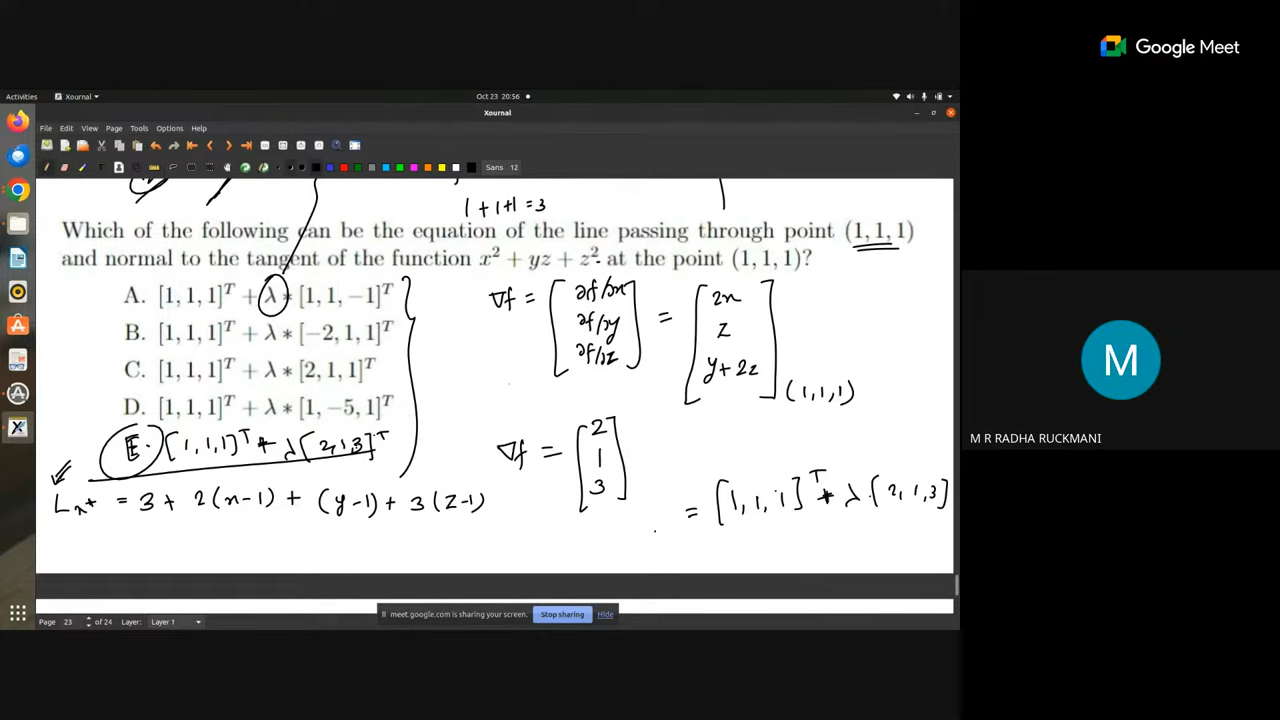 Google Meet
Activities Xournal Oct 23 20:56
Xournal
File Edit View Page Tools Options Help
Sans 12
1+1+1 = 3
Which of the following can be the equation of the line passing through point (1, 1, 1)
and normal to the tangent of the function x² + yz + z² at the point (1, 1, 1)?
A. [1, 1, 1]ᵀ + λ * [1, 1, −1]ᵀ
B. [1, 1, 1]ᵀ + λ * [−2, 1, 1]ᵀ
C. [1, 1, 1]ᵀ + λ * [2, 1, 1]ᵀ
D. [1, 1, 1]ᵀ + λ * [1, −5, 1]ᵀ
E. [1, 1, 1]ᵀ + λ[2, 1, 3]ᵀ
∇f = [∂f/∂x
∂f/∂y
∂f/∂z] = [2x
z
y+2z] (1,1,1)
∇f = [2
1
3]
Lx* = 3 + 2(x-1) + (y-1) + 3(z-1)
= [1, 1, 1]ᵀ + λ.[2, 1, 3]
M
M R RADHA RUCKMANI
meet.google.com is sharing your screen. Stop sharing Hide
Page 23 of 24 Layer: Layer 1